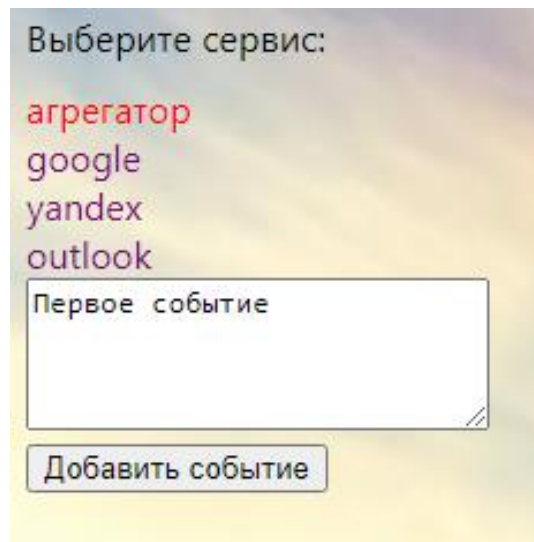 Выберите сервис:
агрегатор
google
yandex
outlook
Первое событие
Добавить событие